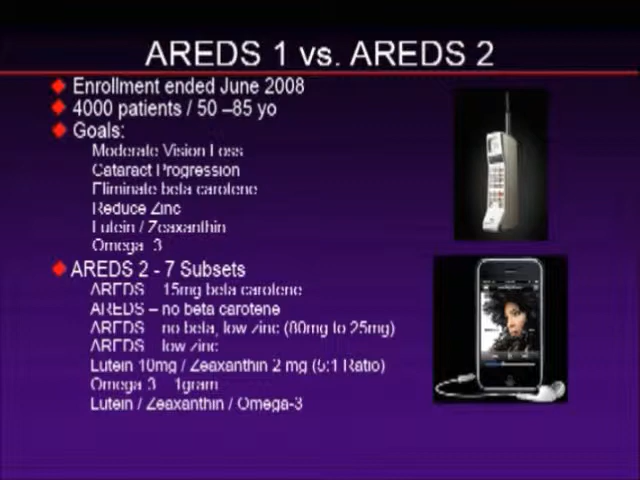 AREDS 1 vs. AREDS 2
Enrollment ended June 2008
4000 patients / 50 –85 yo
Goals:
Moderate Vision Loss
Cataract Progression
Eliminate beta carotene
Reduce Zinc
Lutein / Zeaxanthin
Omega 3
AREDS 2 - 7 Subsets
AREDS – 15mg beta carotene
AREDS – no beta carotene
AREDS – no beta, low zinc (80mg to 25mg)
AREDS – low zinc
Lutein 10mg / Zeaxanthin 2 mg (5:1 Ratio)
Omega 3 – 1gram
Lutein / Zeaxanthin / Omega-3